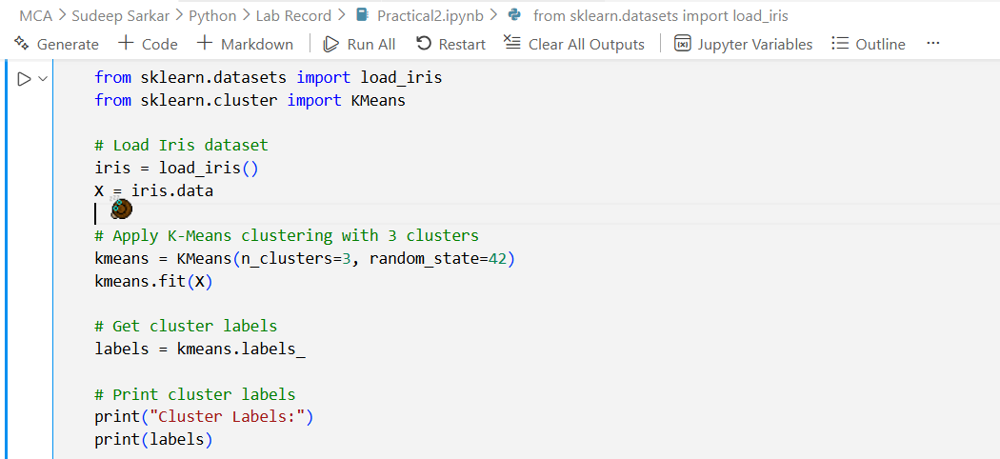 MCA > Sudeep Sarkar > Python > Lab Record > Practical2.ipynb > from sklearn.datasets import load_iris
Generate + Code + Markdown Run All Restart Clear All Outputs Jupyter Variables Outline ...
from sklearn.datasets import load_iris
from sklearn.cluster import KMeans
# Load Iris dataset
iris = load_iris()
X = iris.data
# Apply K-Means clustering with 3 clusters
kmeans = KMeans(n_clusters=3, random_state=42)
kmeans.fit(X)
# Get cluster labels
labels = kmeans.labels_
# Print cluster labels
print("Cluster Labels:")
print(labels)